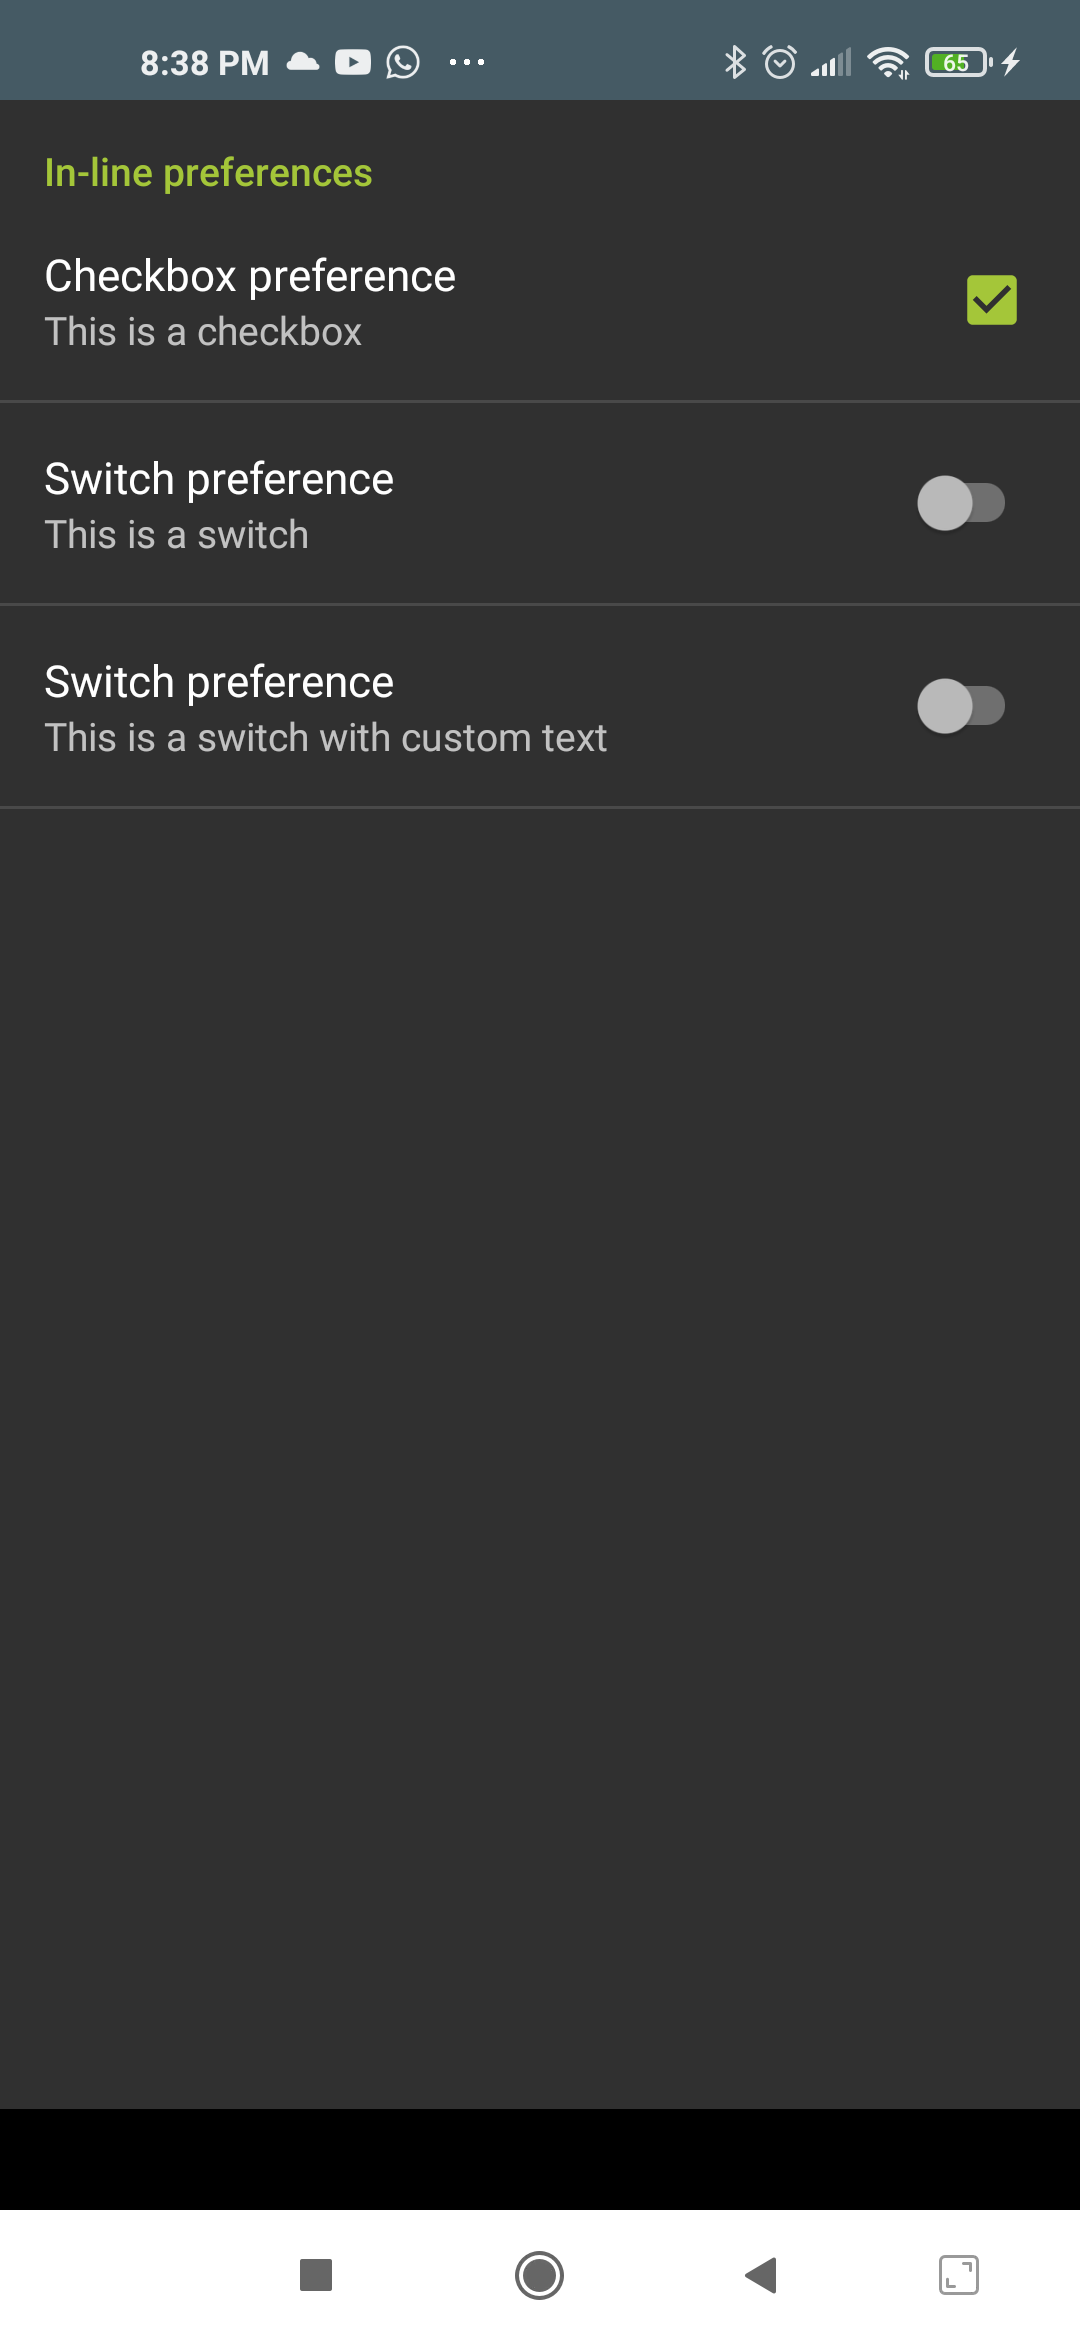 8:38 PM
65
In-line preferences
Checkbox preference
This is a checkbox
Switch preference
This is a switch
Switch preference
This is a switch with custom text